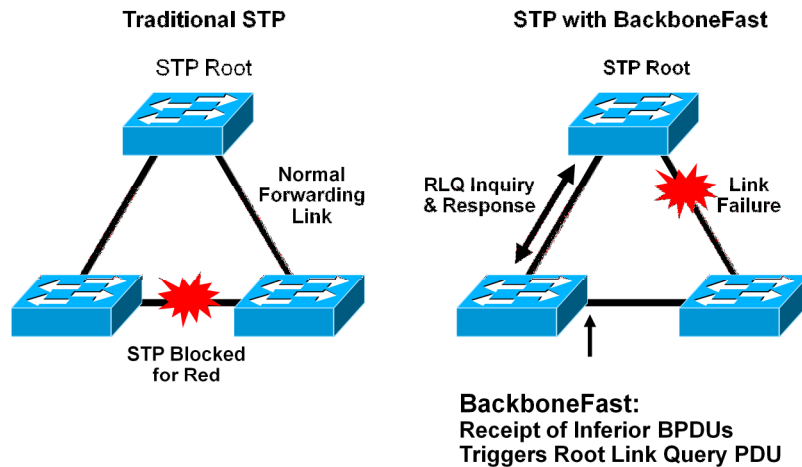 Traditional STP
STP Root
Normal
Forwarding
Link
STP Blocked
for Red
STP with BackboneFast
STP Root
RLQ Inquiry
& Response
Link
Failure
BackboneFast:
Receipt of Inferior BPDUs
Triggers Root Link Query PDU